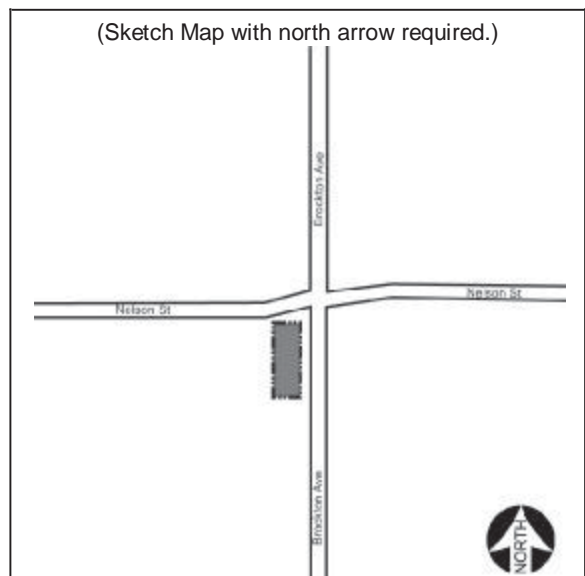 (Sketch Map with north arrow required.)
Brockton Ave
Nelson St
Nelson St
Brockton Ave
NORTH